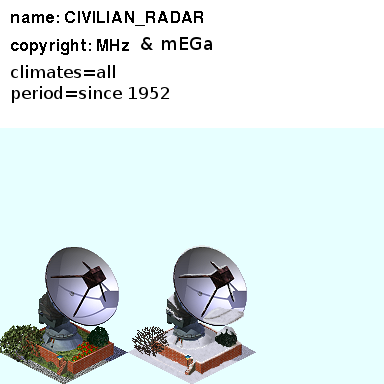 name: CIVILIAN_RADAR
copyright: MHz & mEGa
climates=all
period=since 1952